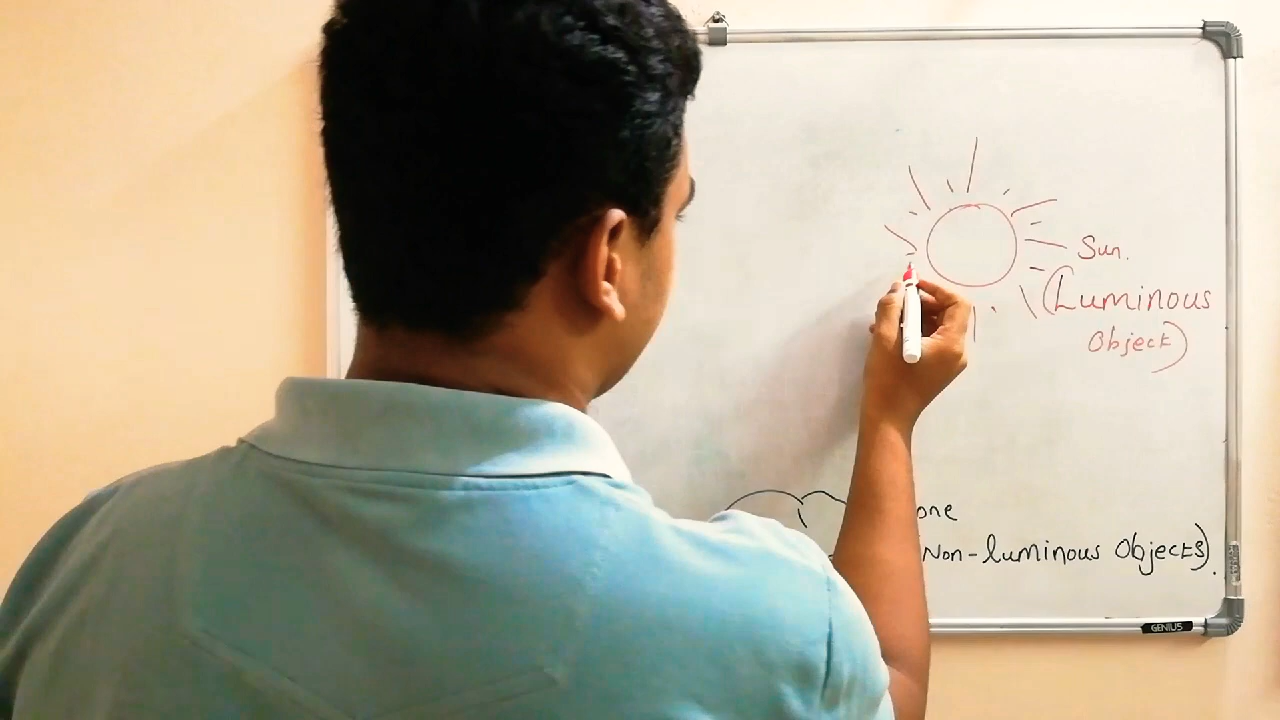 Sun.
(Luminous
Object)
one
Non-luminous Objects).
GENIUS